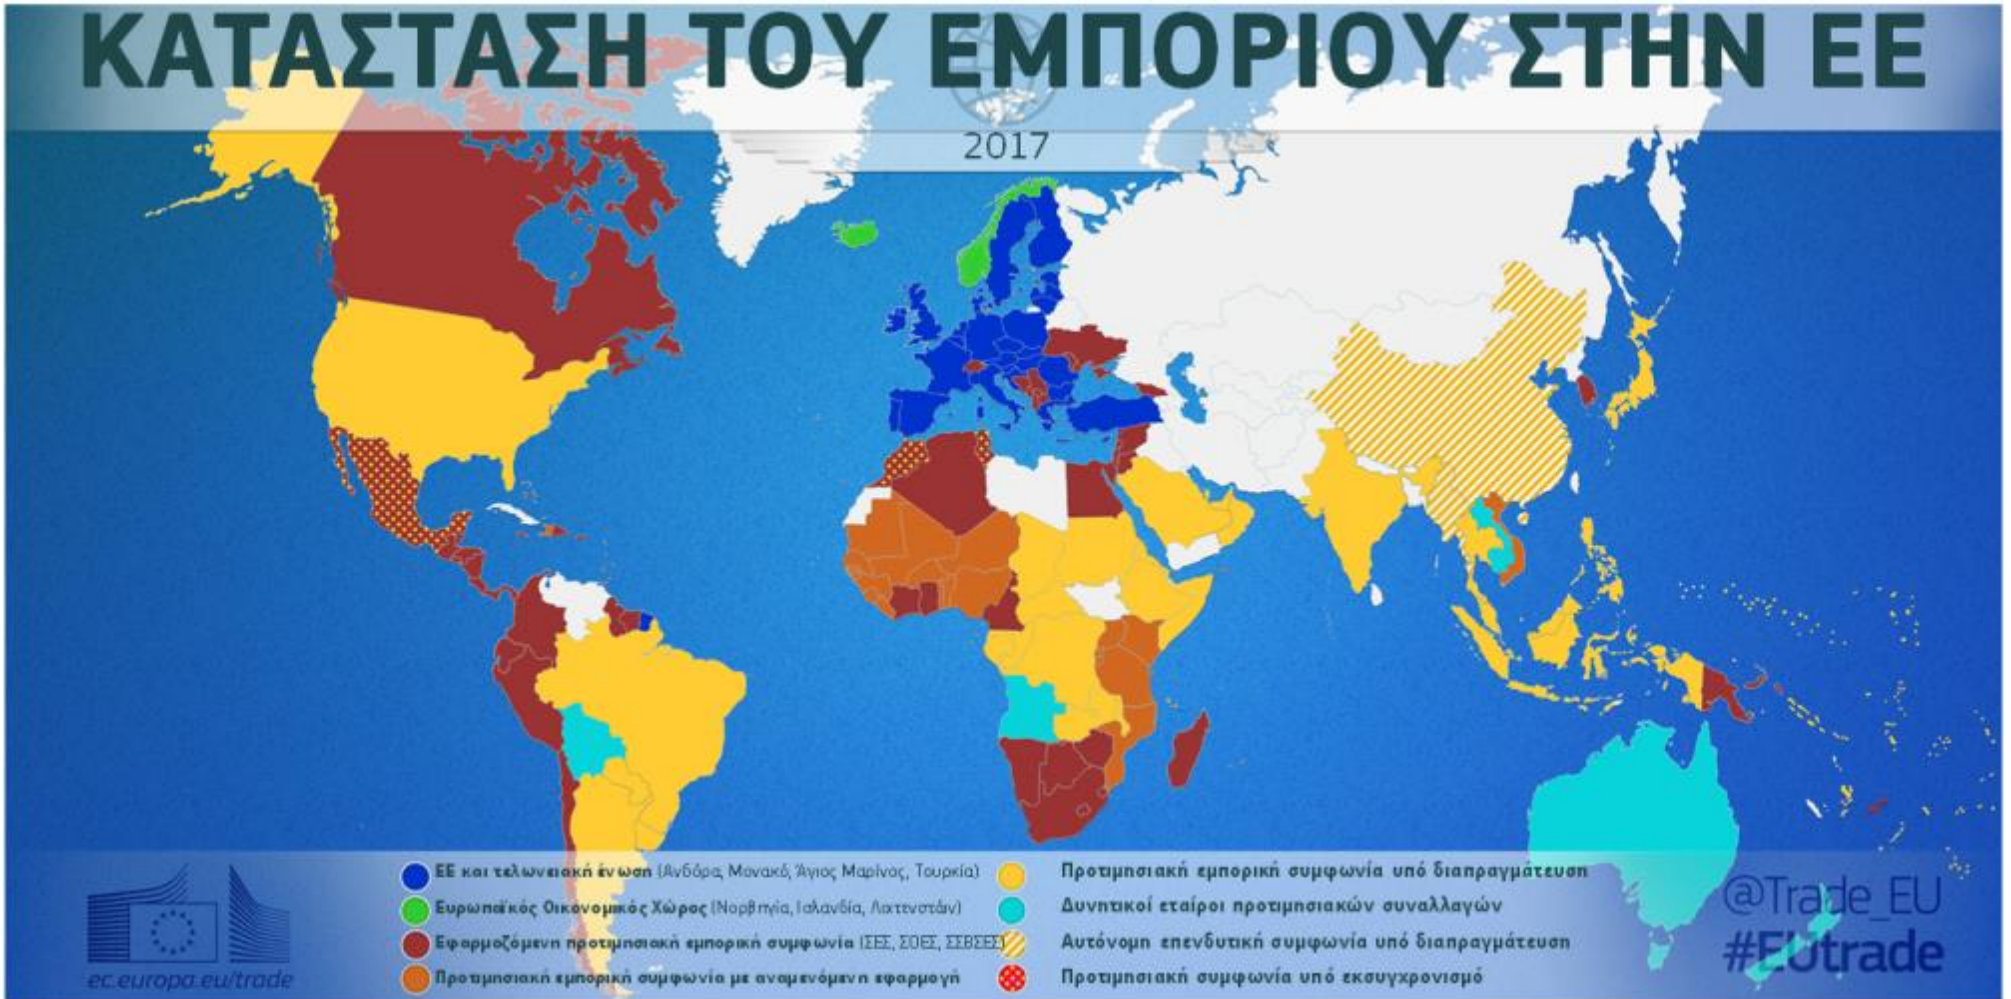 ΚΑΤΑΣΤΑΣΗ ΤΟΥ ΕΜΠΟΡΙΟΥ ΣΤΗΝ ΕΕ
2017
ΕΕ και τελωνειακή ένωση (Ανδόρα, Μονακό, Άγιος Μαρίνος, Τουρκία)
Ευρωπαϊκός Οικονομικός Χώρος (Νορβηγία, Ισλανδία, Λιχτενστάιν)
Εφαρμοζόμενη προτιμησιακή εμπορική συμφωνία (ΣΕΣ, ΣΟΕΣ, ΣΣΒΣΕΣ)
Προτιμησιακή εμπορική συμφωνία με αναμενόμενη εφαρμογή
Προτιμησιακή εμπορική συμφωνία υπό διαπραγμάτευση
Δυνητικοί εταίροι προτιμησιακών συναλλαγών
Αυτόνομη επενδυτική συμφωνία υπό διαπραγμάτευση
Προτιμησιακή συμφωνία υπό εκσυγχρονισμό
ec.europa.eu/trade
@Trade_EU
#EUtrade